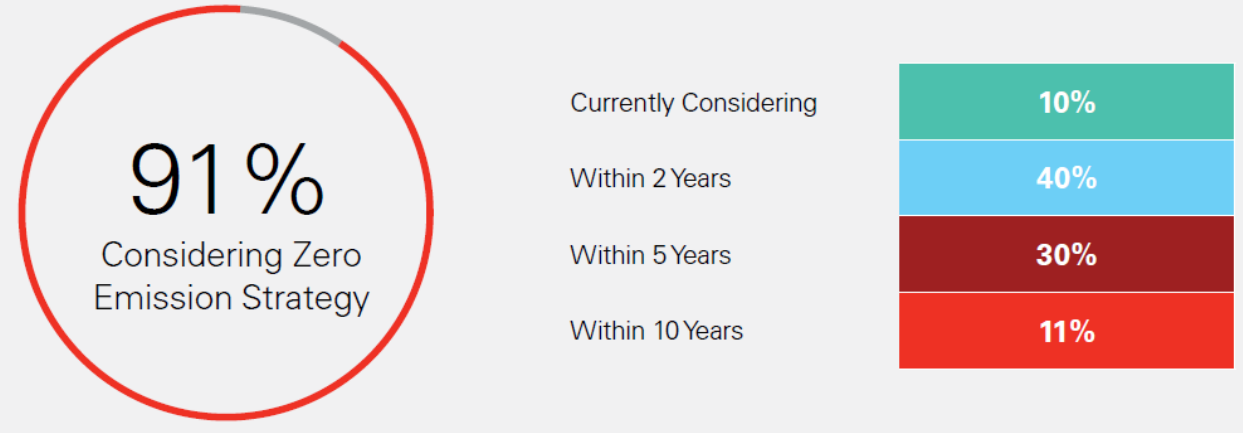 91%
Considering Zero
Emission Strategy
Currently Considering 10%
Within 2 Years 40%
Within 5 Years 30%
Within 10 Years 11%